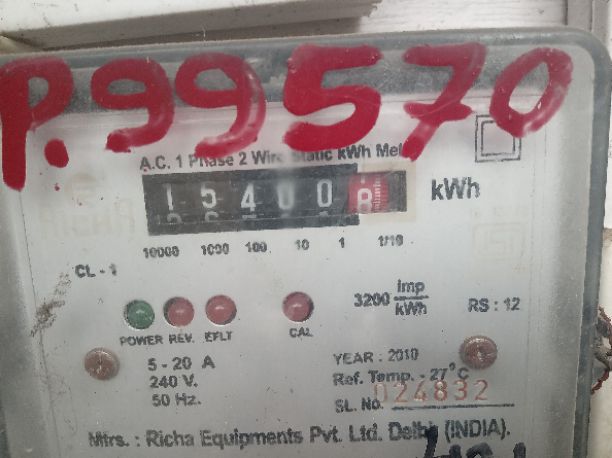 P.99570
A.C. 1 Phase 2 Wire Static kWh Met
15400 8 kWh
10000 1000 100 10 1 1/10
CL - 1
3200 Imp/kWh
RS : 12
POWER REV. EFLT CAL
5 - 20 A
240 V.
50 Hz.
YEAR : 2010
Ref. Temp. - 27°C
SL. No. 024832
Mfrs. : Richa Equipments Pvt. Ltd. Delhi (INDIA).